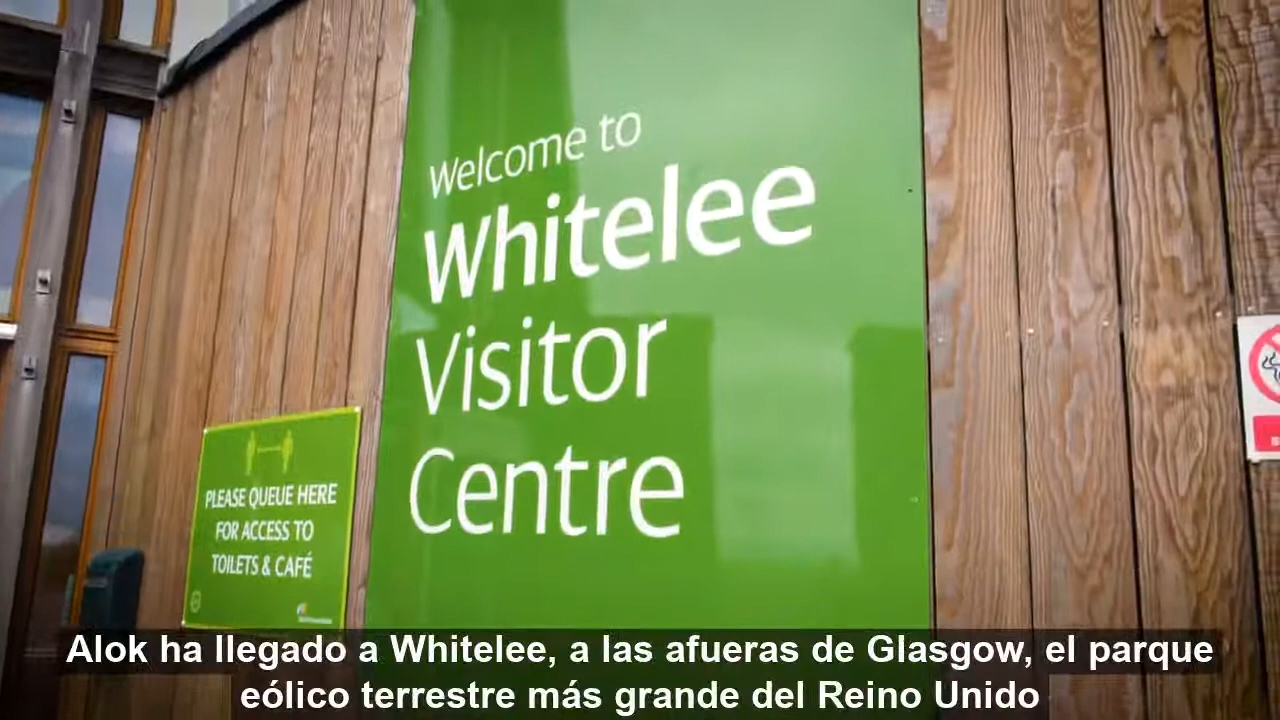 Welcome to
Whitelee
Visitor
Centre
PLEASE QUEUE HERE
FOR ACCESS TO
TOILETS & CAFÉ
Alok ha llegado a Whitelee, a las afueras de Glasgow, el parque
eólico terrestre más grande del Reino Unido